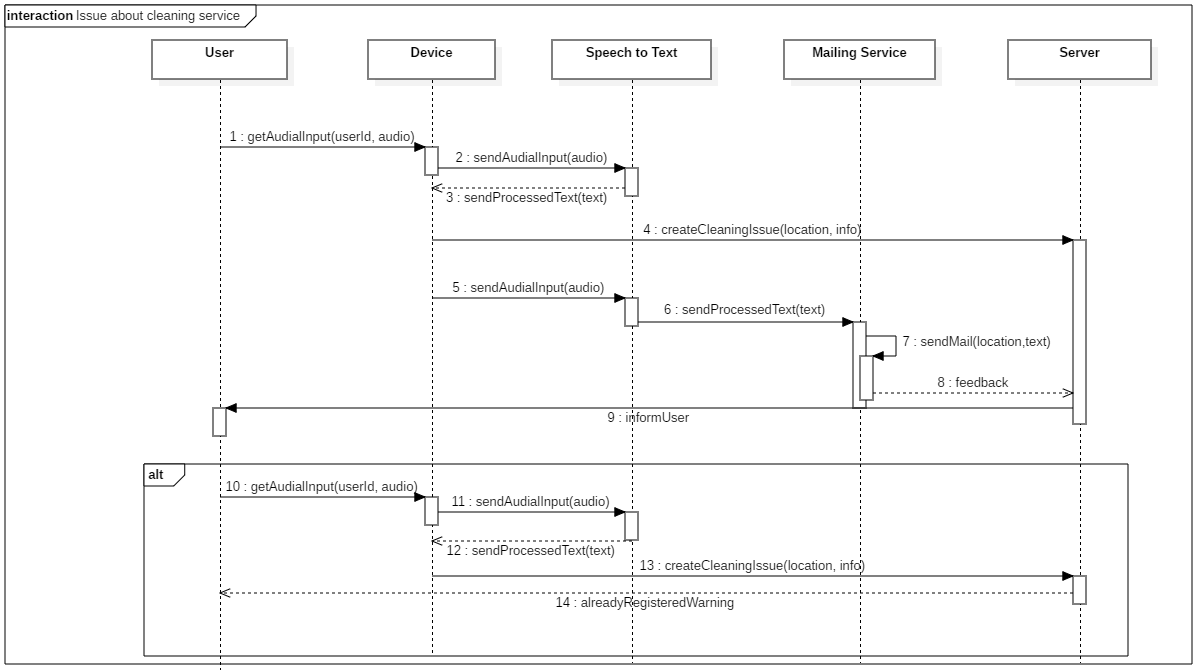 interaction Issue about cleaning service
User
Device
Speech to Text
Mailing Service
Server
1 : getAudialInput(userId, audio)
2 : sendAudialInput(audio)
3 : sendProcessedText(text)
4 : createCleaningIssue(location, info)
5 : sendAudialInput(audio)
6 : sendProcessedText(text)
7 : sendMail(location,text)
8 : feedback
9 : informUser
alt
10 : getAudialInput(userId, audio)
11 : sendAudialInput(audio)
12 : sendProcessedText(text)
13 : createCleaningIssue(location, info)
14 : alreadyRegisteredWarning